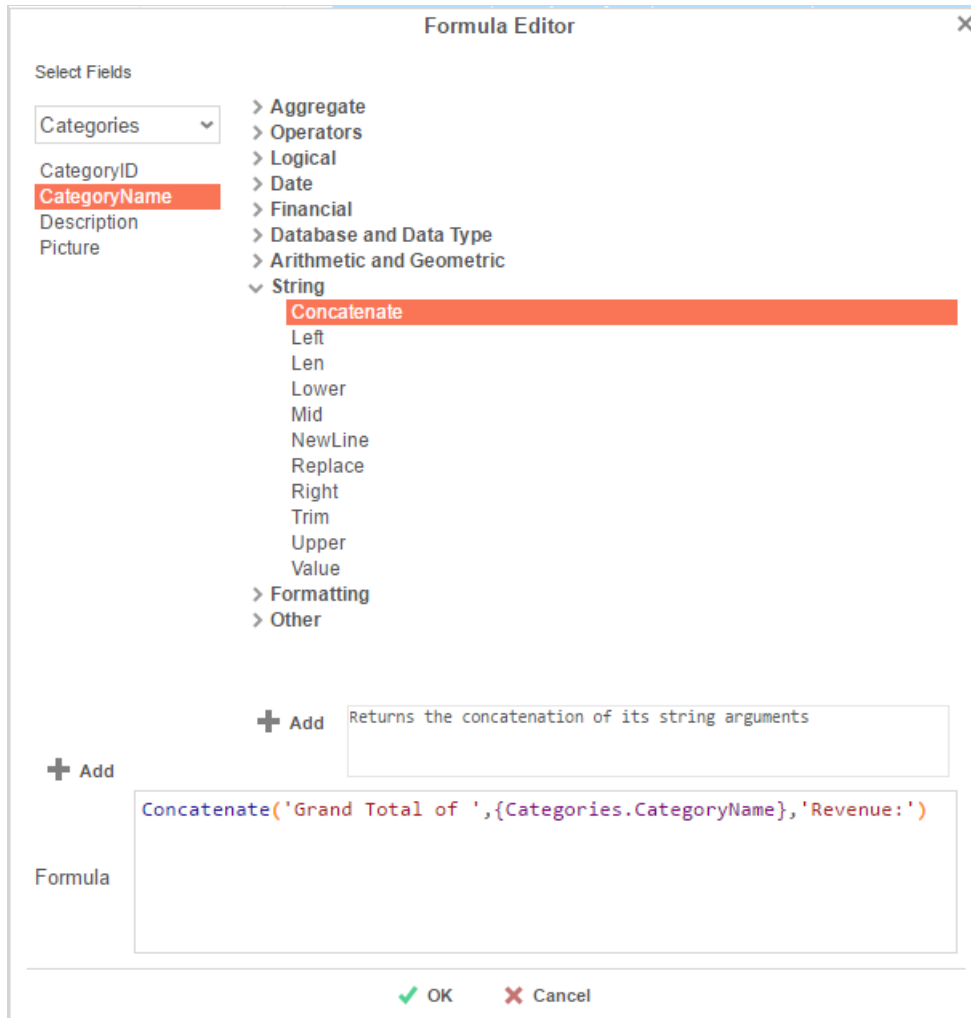 Formula Editor
Select Fields
Categories
CategoryID
CategoryName
Description
Picture
Aggregate
Operators
Logical
Date
Financial
Database and Data Type
Arithmetic and Geometric
String
Concatenate
Left
Len
Lower
Mid
NewLine
Replace
Right
Trim
Upper
Value
Formatting
Other
Add
Returns the concatenation of its string arguments
Add
Formula
Concatenate('Grand Total of ',{Categories.CategoryName},'Revenue:')
OK
Cancel